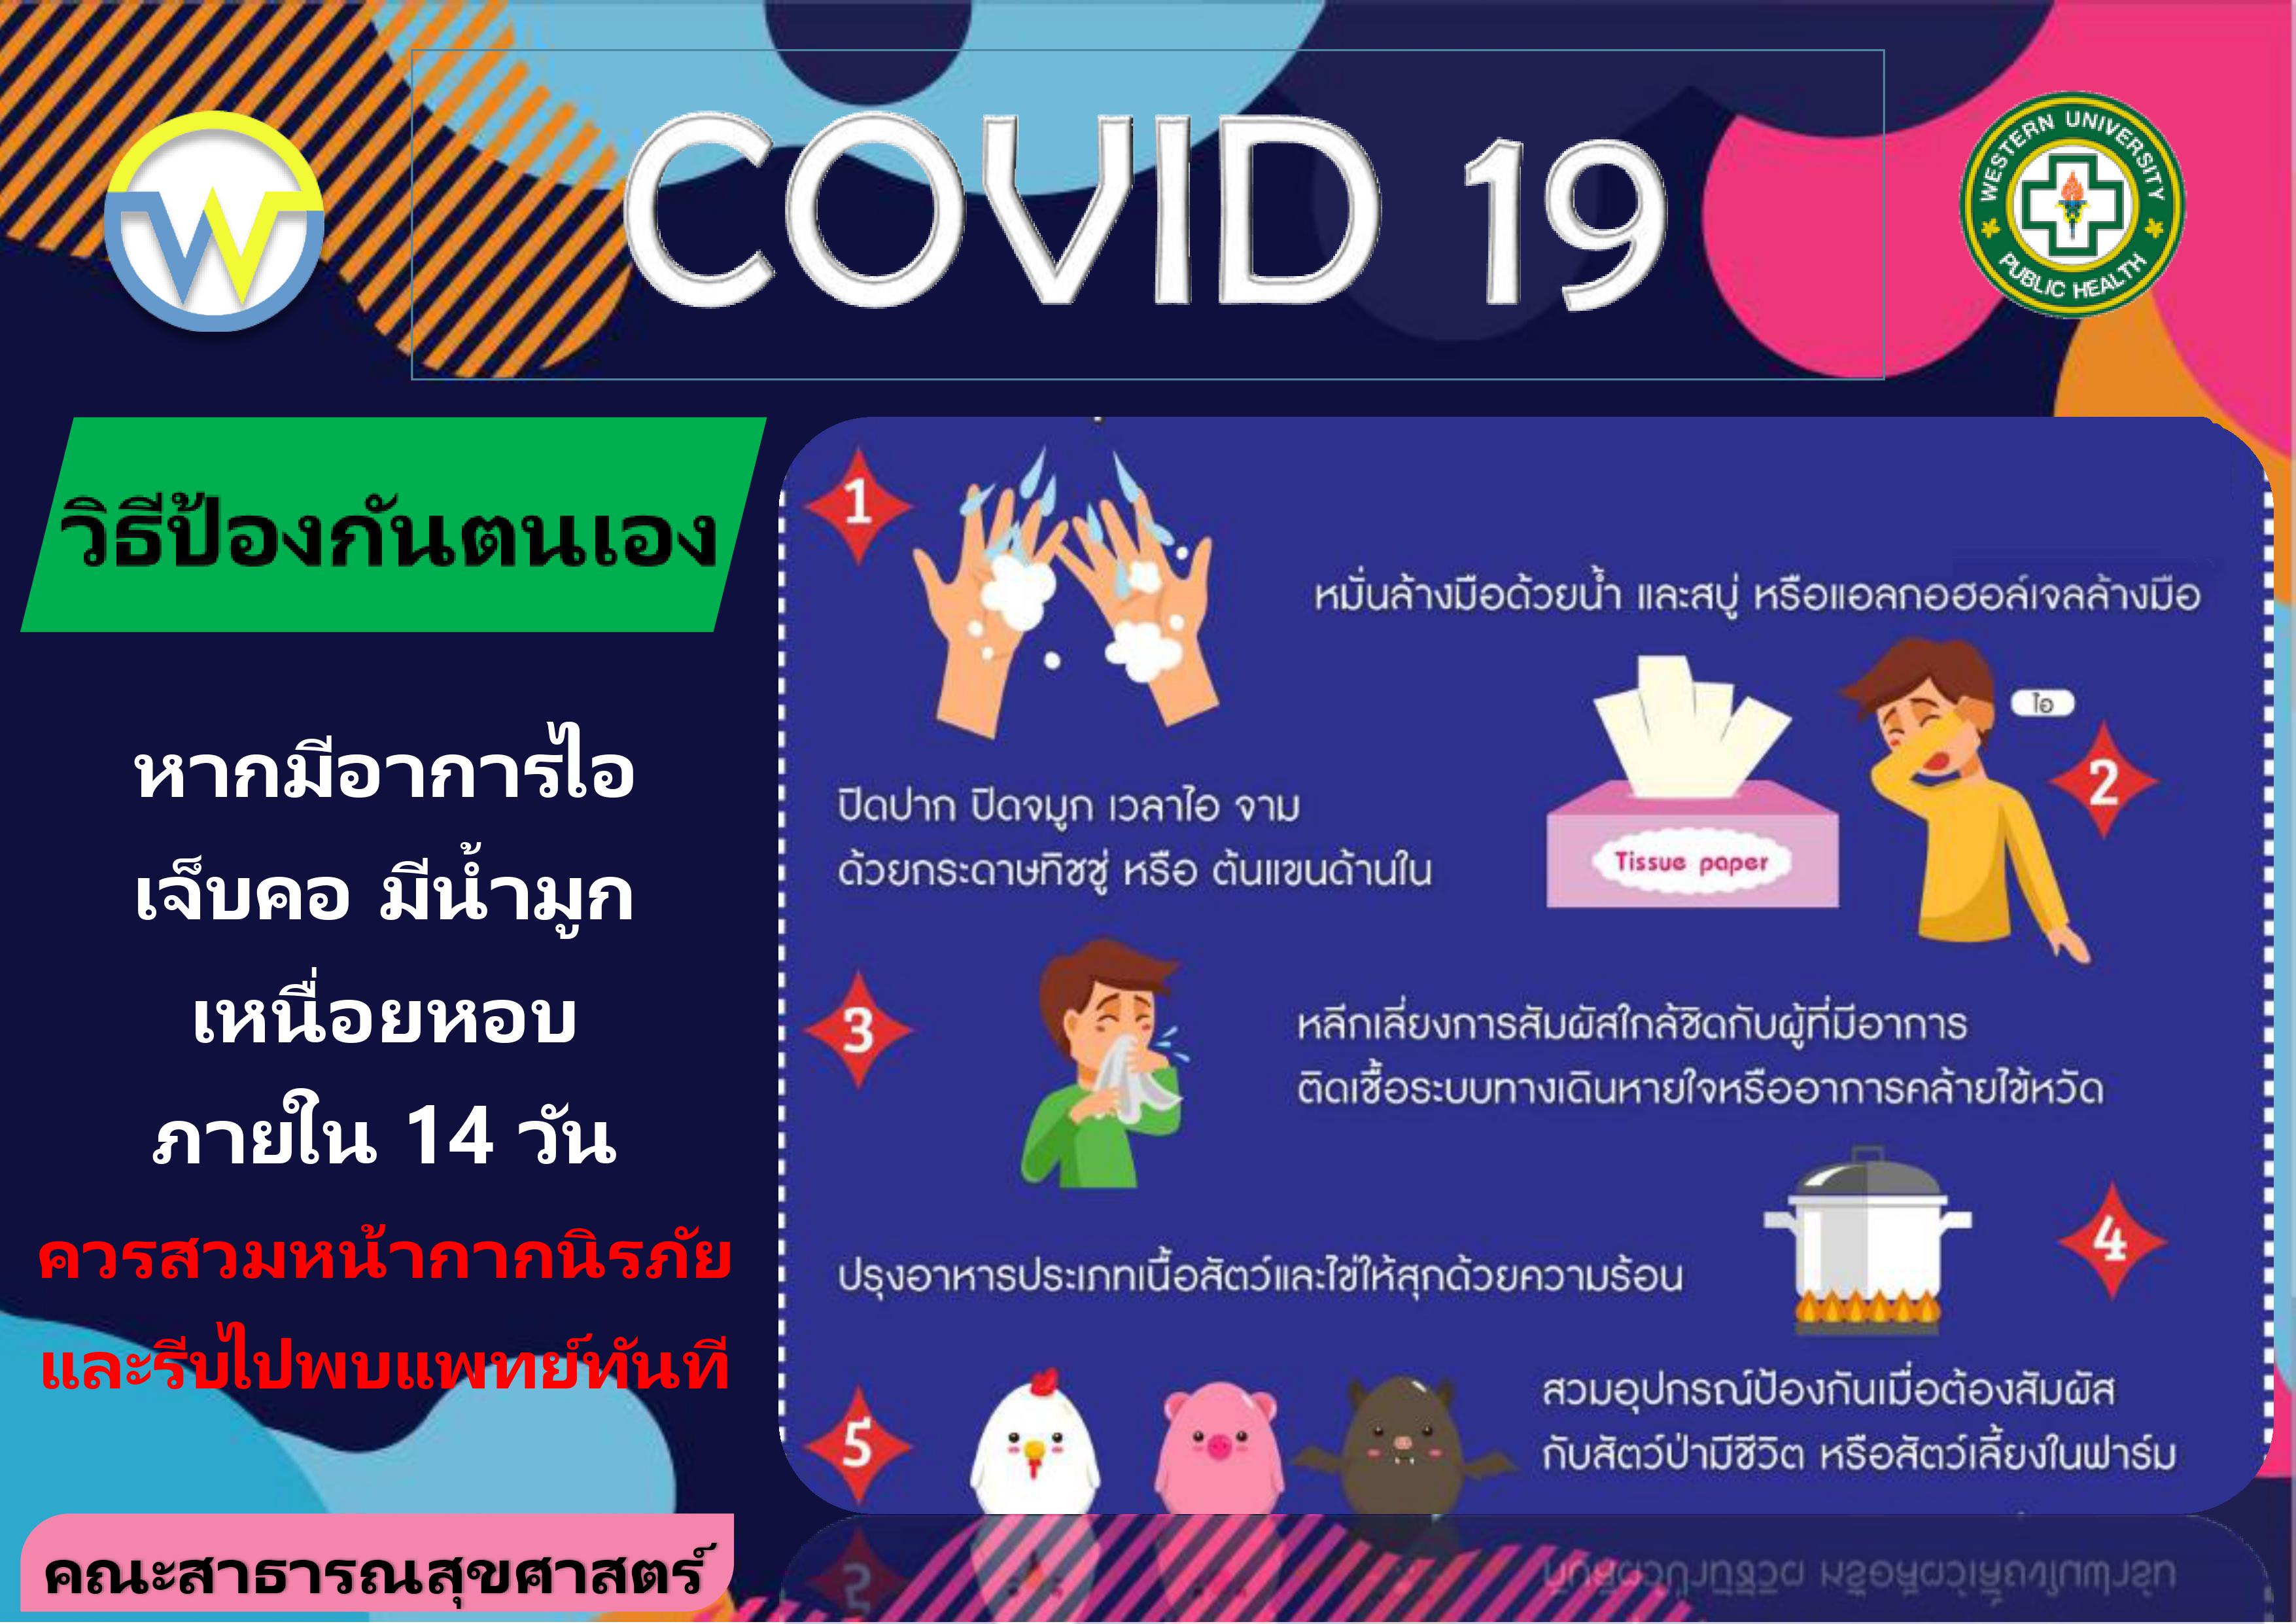 COVID 19
W
WESTERN UNIVERSITY
PUBLIC HEALTH
วิธีป้องกันตนเอง
หากมีอาการไอ
เจ็บคอ มีน้ำมูก
เหนื่อยหอบ
ภายใน 14 วัน
ควรสวมหน้ากากนิรภัย
และรีบไปพบแพทย์ทันที
คณะสาธารณสุขศาสตร์
1
หมั่นล้างมือด้วยน้ำ และสบู่ หรือแอลกอฮอล์เจลล้างมือ
ไอ
2
ปิดปาก ปิดจมูก เวลาไอ จาม
ด้วยกระดาษทิชชู่ หรือ ต้นแขนด้านใน
Tissue paper
3
หลีกเลี่ยงการสัมผัสใกล้ชิดกับผู้ที่มีอาการ
ติดเชื้อระบบทางเดินหายใจหรืออาการคล้ายไข้หวัด
4
ปรุงอาหารประเภทเนื้อสัตว์และไข่ให้สุกด้วยความร้อน
5
สวมอุปกรณ์ป้องกันเมื่อต้องสัมผัส
กับสัตว์ป่ามีชีวิต หรือสัตว์เลี้ยงในฟาร์ม